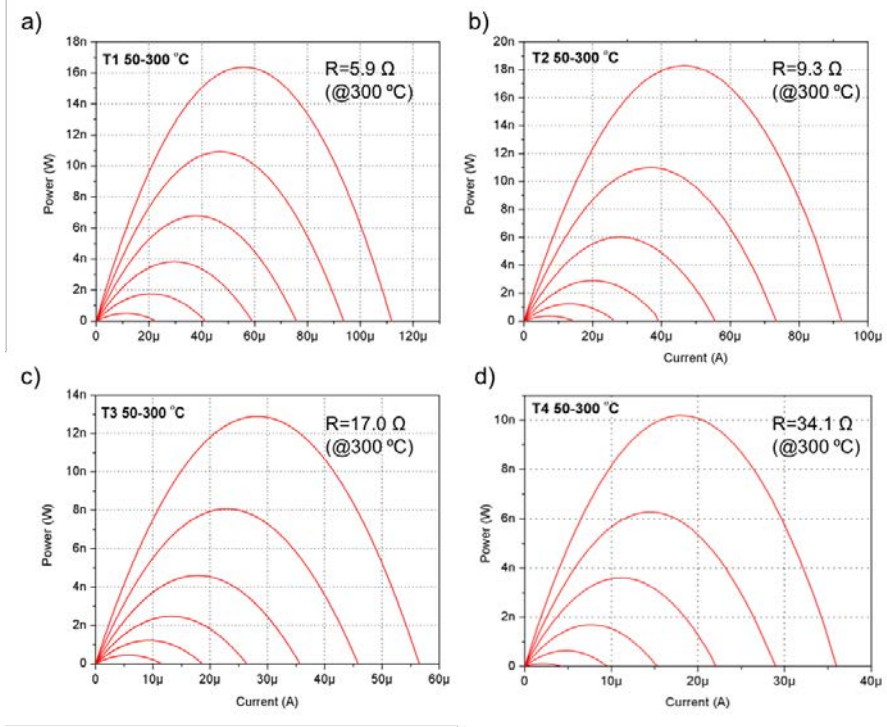 a)
T1 50-300 °C
R=5.9 Ω
(@300 ºC)
Power (W)
18n
16n
14n
12n
10n
8n
6n
4n
2n
0
0 20µ 40µ 60µ 80µ 100µ 120µ
b)
T2 50-300 °C
R=9.3 Ω
(@300 ºC)
Power (W)
20n
18n
16n
14n
12n
10n
8n
6n
4n
2n
0
0 20µ 40µ 60µ 80µ 100µ
Current (A)
c)
T3 50-300 °C
R=17.0 Ω
(@300 ºC)
Power (W)
14n
12n
10n
8n
6n
4n
2n
0
0 10µ 20µ 30µ 40µ 50µ 60µ
Current (A)
d)
T4 50-300 °C
R=34.1 Ω
(@300 ºC)
Power (W)
10n
8n
6n
4n
2n
0
0 10µ 20µ 30µ 40µ
Current (A)